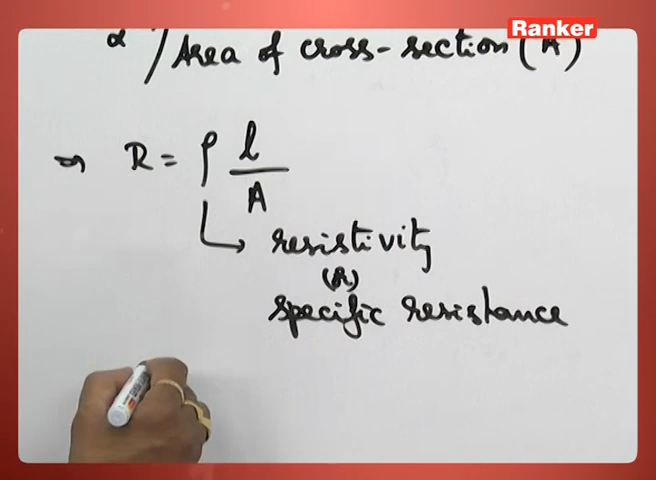 Ranker
α 1/Area of cross-section (A)
⇒ R = ρ l/A
resistivity
(or)
specific resistance